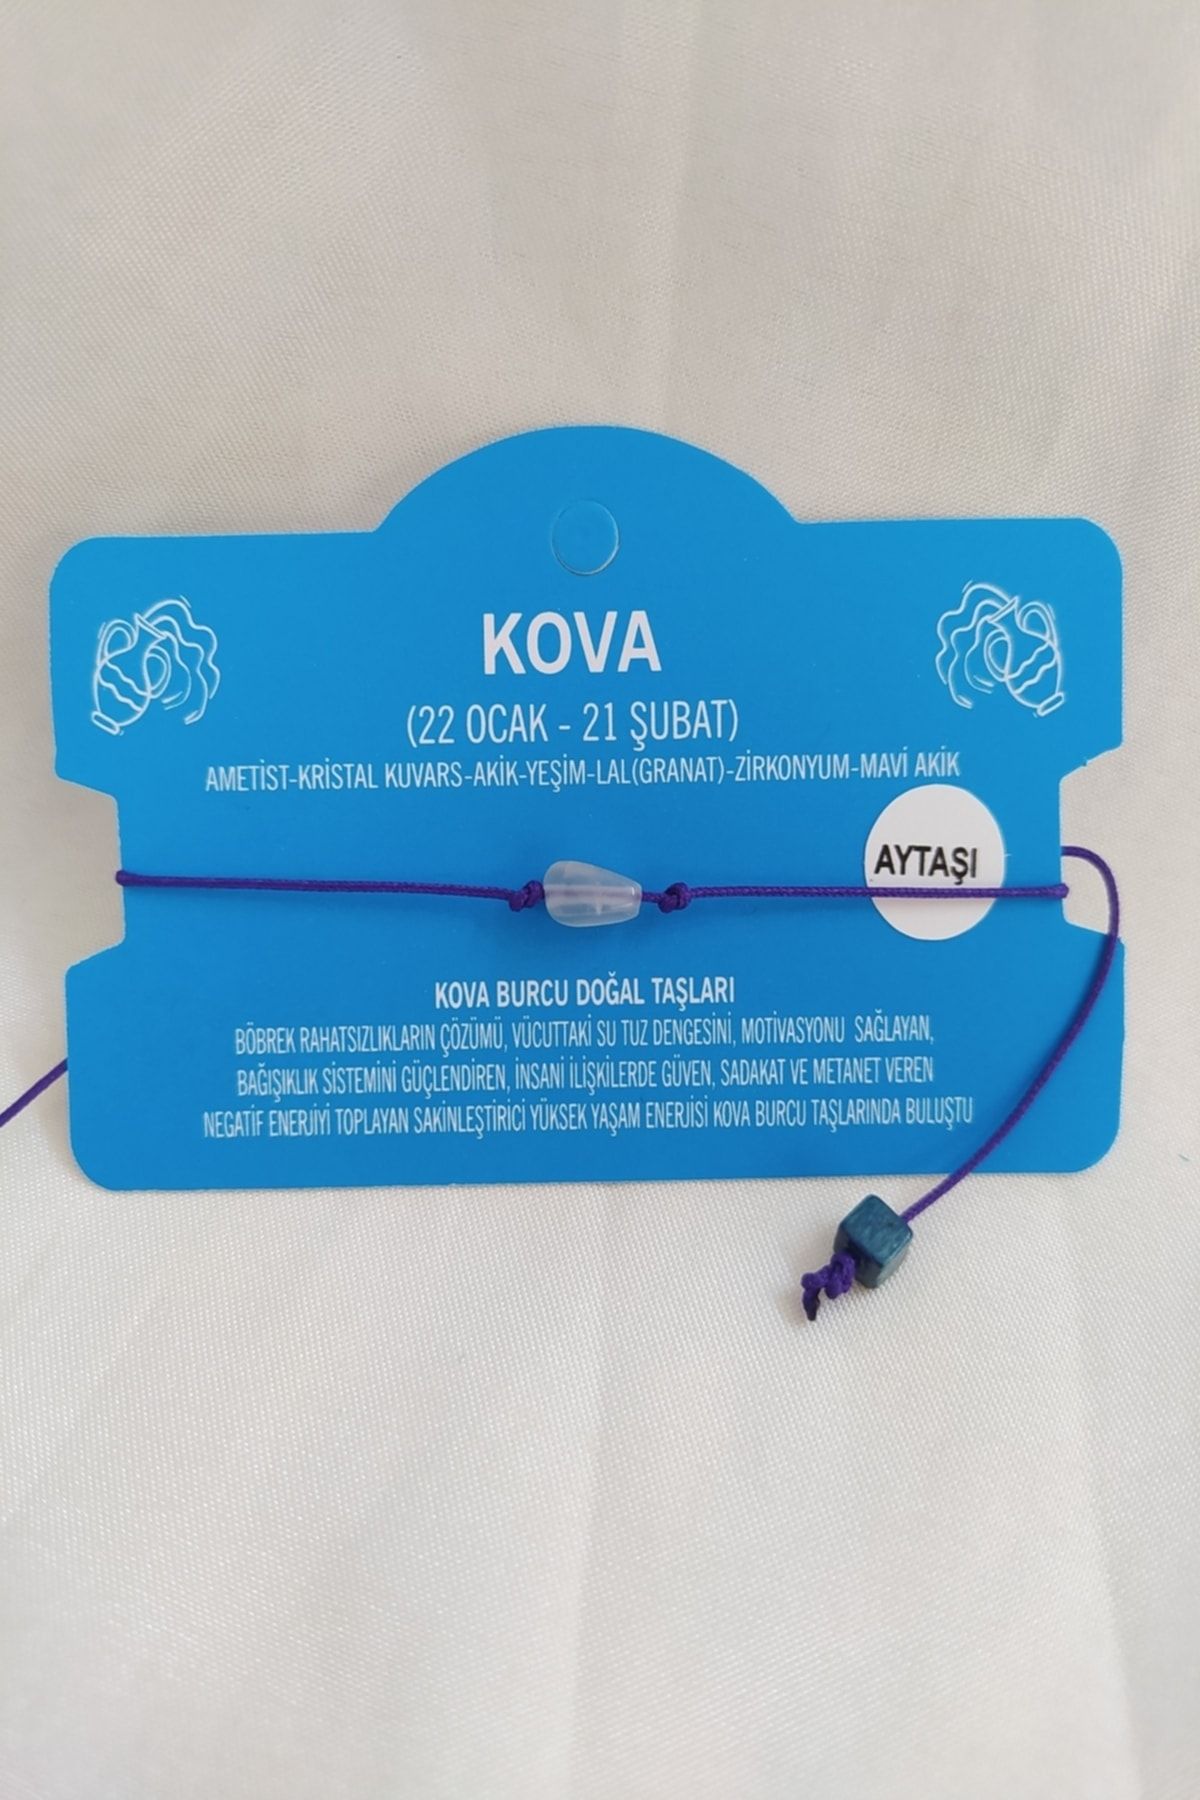 KOVA
(22 OCAK - 21 ŞUBAT)
AMETİST-KRİSTAL KUVARS-AKİK-YEŞİM-LAL(GRANAT)-ZİRKONYUM-MAVİ AKİK
AYTAŞI
KOVA BURCU DOĞAL TAŞLARI
BÖBREK RAHATSIZLIKLARIN ÇÖZÜMÜ, VÜCUTTAKİ SU TUZ DENGESİNİ, MOTİVASYONU SAĞLAYAN,
BAĞIŞIKLIK SİSTEMİNİ GÜÇLENDİREN, İNSANİ İLİŞKİLERDE GÜVEN, SADAKAT VE METANET VEREN
NEGATİF ENERJİYİ TOPLAYAN SAKİNLEŞTİRİCİ YÜKSEK YAŞAM ENERJİSİ KOVA BURCU TAŞLARINDA BULUŞTU